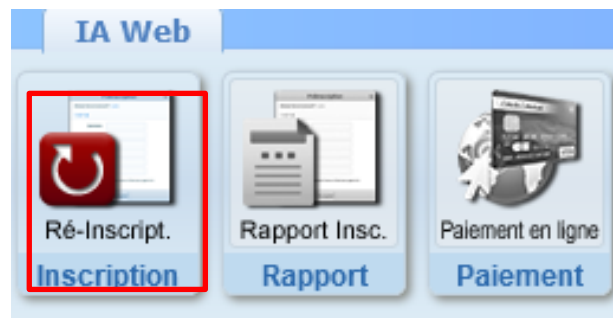 IA Web
Ré-Inscript.
Rapport Insc.
Paiement en ligne
Inscription
Rapport
Paiement